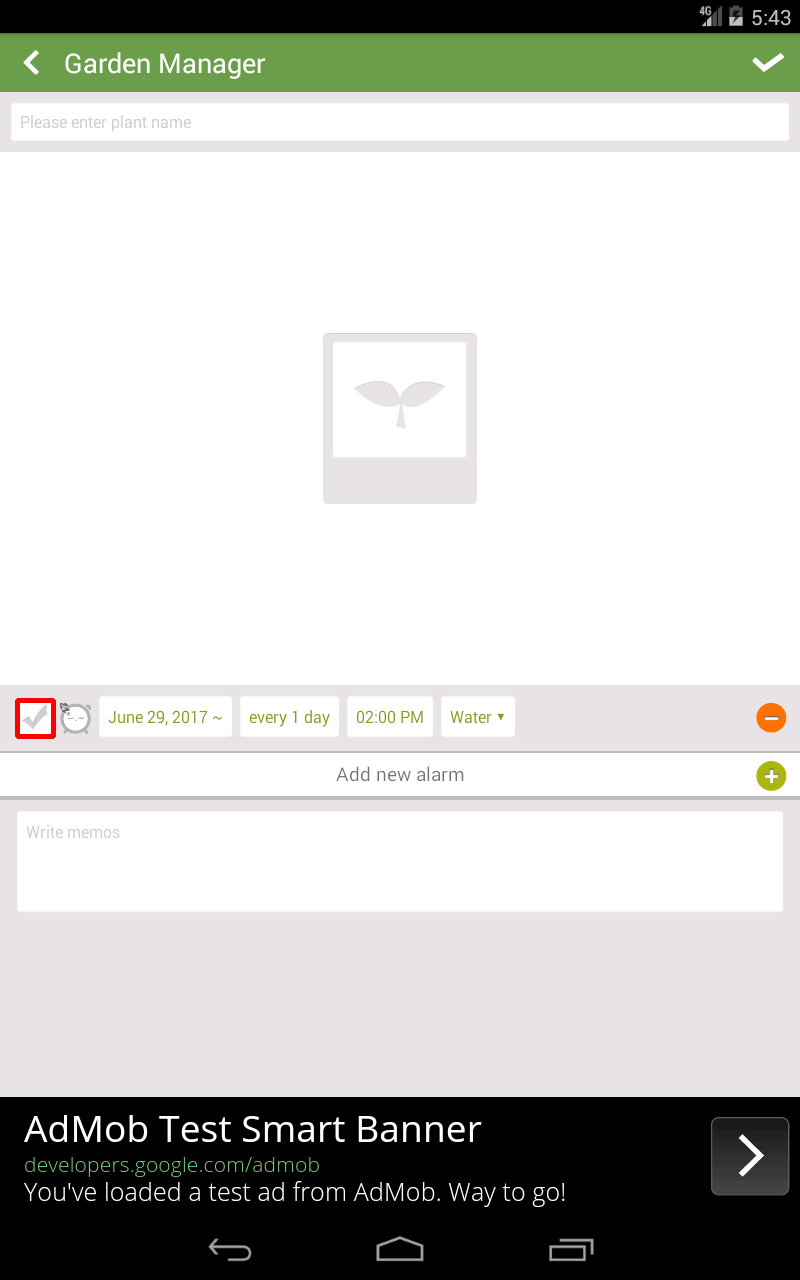 4G 5:43
Garden Manager
Please enter plant name
June 29, 2017 ~ every 1 day 02:00 PM Water ▾
Add new alarm
Write memos
AdMob Test Smart Banner
developers.google.com/admob
You've loaded a test ad from AdMob. Way to go!